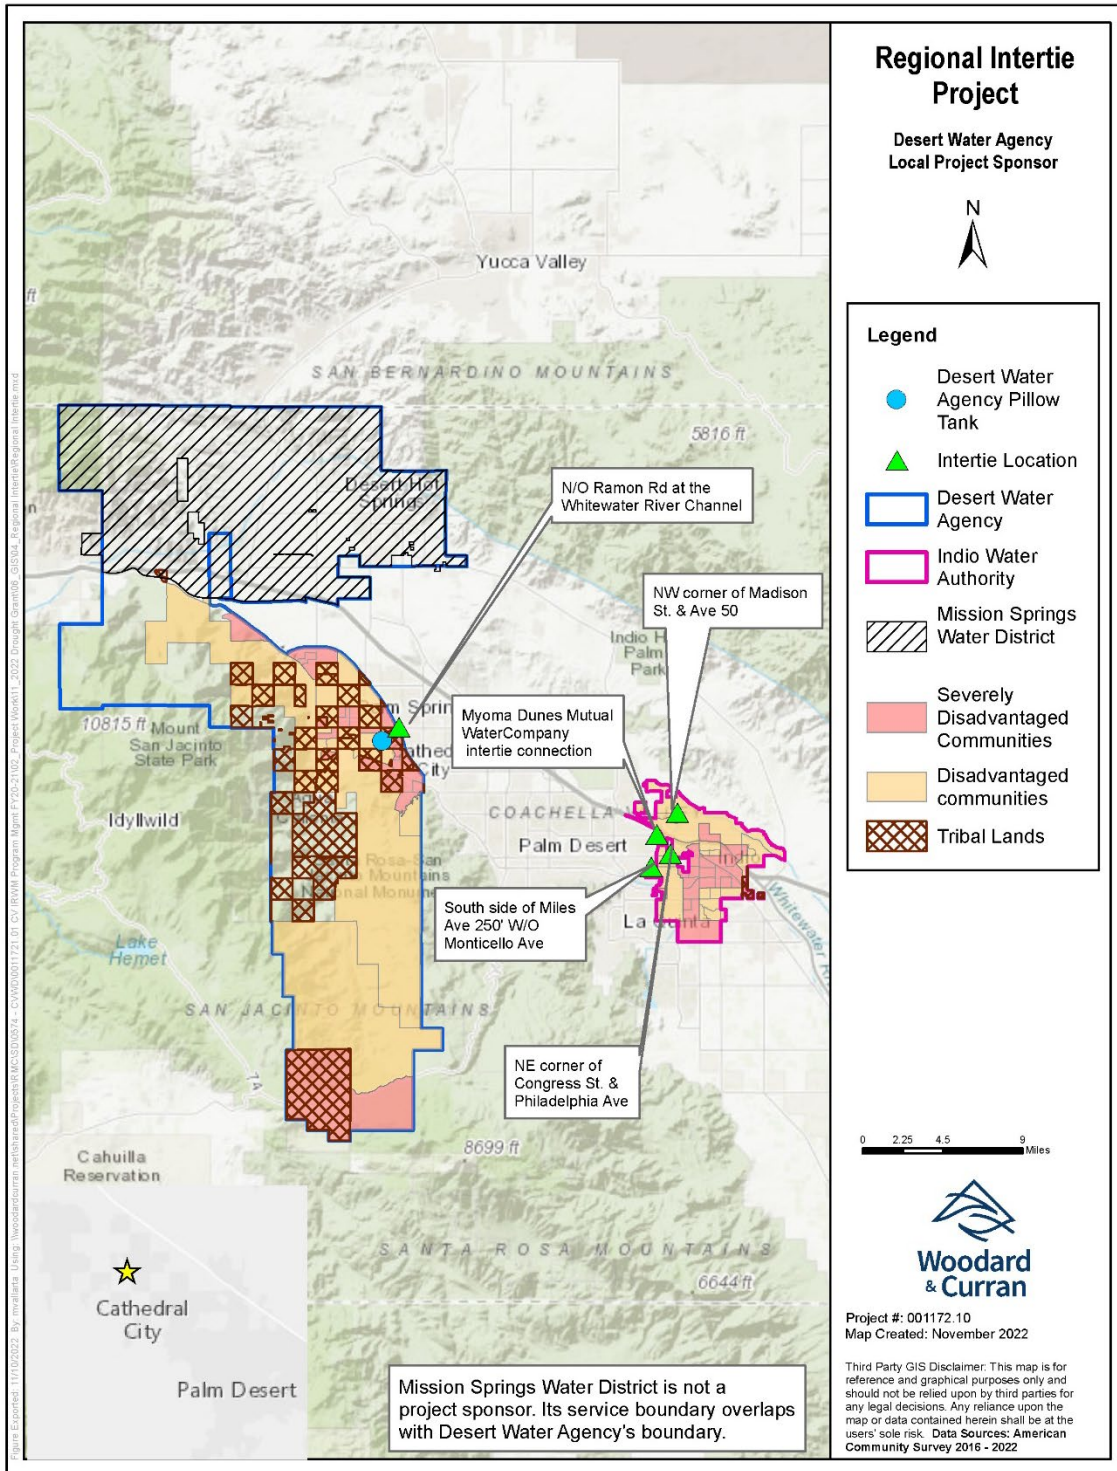 Regional Intertie
Project
Desert Water Agency
Local Project Sponsor
N
Legend
Desert Water
Agency Pillow
Tank
Intertie Location
Desert Water
Agency
Indio Water
Authority
Mission Springs
Water District
Severely
Disadvantaged
Communities
Disadvantaged
communities
Tribal Lands
0 2.25 4.5 9
Miles
Woodard
& Curran
Project #: 001172.10
Map Created: November 2022
Third Party GIS Disclaimer: This map is for
reference and graphical purposes only and
should not be relied upon by third parties for
any legal decisions. Any reliance upon the
map or data contained herein shall be at the
users' sole risk. Data Sources: American
Community Survey 2016 - 2022
Yucca Valley
ft
SAN BERNARDINO MOUNTAINS
5816 ft
Desert Hot
Springs
N/O Ramon Rd at the
Whitewater River Channel
NW corner of Madison
St. & Ave 50
Indio H
Palm
Park
10815 ft
Mount
San Jacinto
State Park
Myoma Dunes Mutual
WaterCompany
intertie connection
City
Idyllwild
COACHELLA
Palm Desert
Indio
South side of Miles
Ave 250' W/O
Monticello Ave
La
Whitewater
Lake
Hemet
SAN JACINTO MOUNTAINS
74
NE corner of
Congress St. &
Philadelphia Ave
8699 ft
Cahuilla
Reservation
SANTA ROSA MOUNTAINS
6644 ft
Cathedral
City
Palm Desert
Mission Springs Water District is not a
project sponsor. Its service boundary overlaps
with Desert Water Agency's boundary.